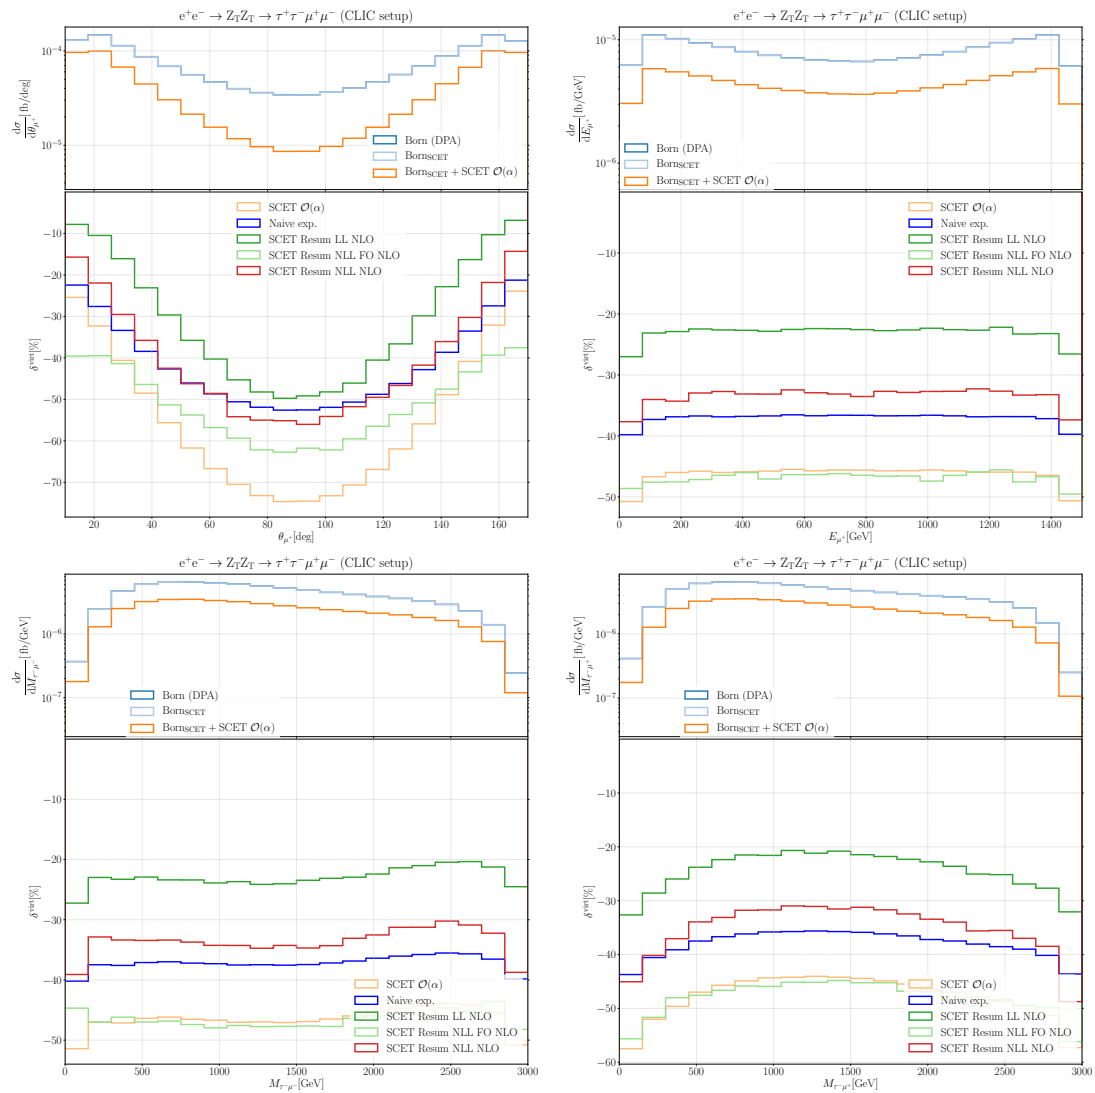 e⁺e⁻ → Z_T Z_T → τ⁺τ⁻μ⁺μ⁻ (CLIC setup)
dσ/dθ_μ⁺ [fb/deg]
10⁻⁴
10⁻⁵
Born (DPA)
Born_SCET
Born_SCET + SCET 𝒪(α)
δ^virt[%]
−10
−20
−30
−40
−50
−60
−70
SCET 𝒪(α)
Naive exp.
SCET Resum LL NLO
SCET Resum NLL FO NLO
SCET Resum NLL NLO
20 40 60 80 100 120 140 160
θ_μ⁺[deg]
e⁺e⁻ → Z_T Z_T → τ⁺τ⁻μ⁺μ⁻ (CLIC setup)
dσ/dE_μ⁺ [fb/GeV]
10⁻⁵
10⁻⁶
Born (DPA)
Born_SCET
Born_SCET + SCET 𝒪(α)
δ^virt[%]
−10
−20
−30
−40
−50
SCET 𝒪(α)
Naive exp.
SCET Resum LL NLO
SCET Resum NLL FO NLO
SCET Resum NLL NLO
0 200 400 600 800 1000 1200 1400
E_μ⁺[GeV]
e⁺e⁻ → Z_T Z_T → τ⁺τ⁻μ⁺μ⁻ (CLIC setup)
dσ/dM_τ⁻μ⁻ [fb/GeV]
10⁻⁶
10⁻⁷
Born (DPA)
Born_SCET
Born_SCET + SCET 𝒪(α)
δ^virt[%]
−10
−20
−30
−40
−50
SCET 𝒪(α)
Naive exp.
SCET Resum LL NLO
SCET Resum NLL FO NLO
SCET Resum NLL NLO
0 500 1000 1500 2000 2500 3000
M_τ⁻μ⁻[GeV]
e⁺e⁻ → Z_T Z_T → τ⁺τ⁻μ⁺μ⁻ (CLIC setup)
dσ/dM_τ⁻μ⁺ [fb/GeV]
10⁻⁶
10⁻⁷
Born (DPA)
Born_SCET
Born_SCET + SCET 𝒪(α)
δ^virt[%]
−10
−20
−30
−40
−50
−60
SCET 𝒪(α)
Naive exp.
SCET Resum LL NLO
SCET Resum NLL FO NLO
SCET Resum NLL NLO
0 500 1000 1500 2000 2500 3000
M_τ⁻μ⁺[GeV]